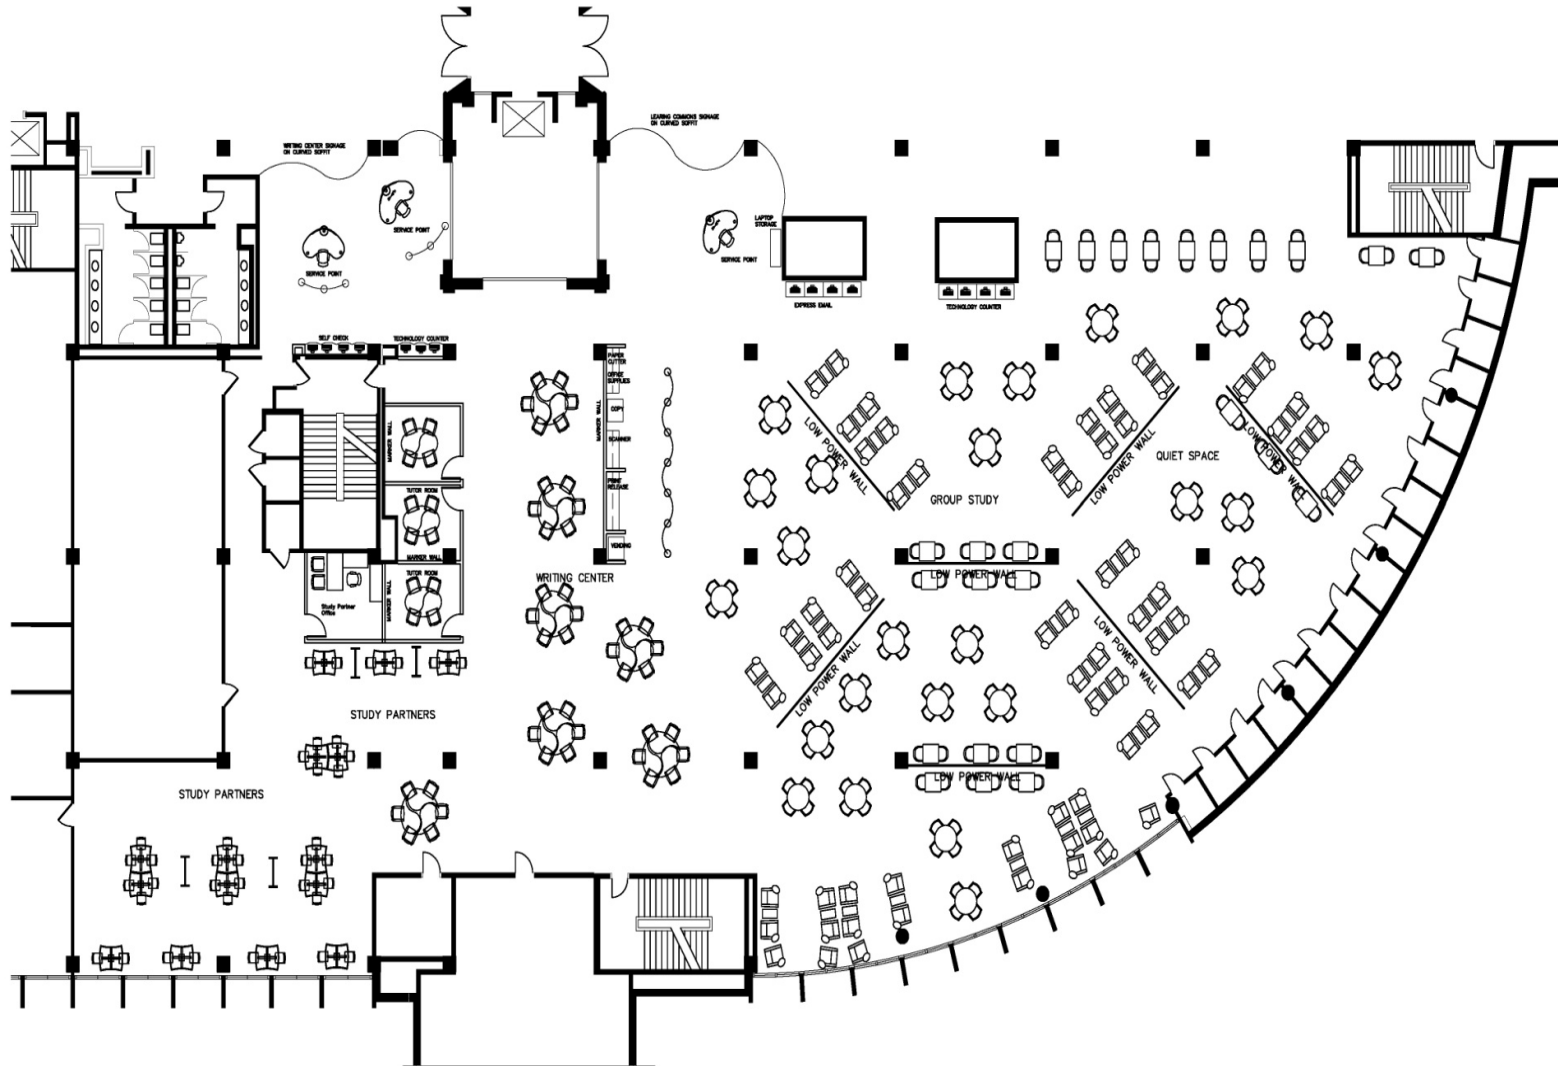 WRITING CENTER SIGNAGE
ON CURVED SOFFIT
LEARING COMMONS SIGNAGE
ON CURVED SOFFIT
SERVICE POINT
SERVICE POINT
SERVICE POINT
LAPTOP
STORAGE
EXPRESS EMAIL
TECHNOLOGY COUNTER
SELF CHECK
TECHNOLOGY COUNTER
PAPER
CUTTER
OFFICE
SUPPLIES
COPY
SCANNER
PRINT
RELEASE
VENDING
MARKER WALL
MARKER WALL
TUTOR ROOM
MARKER WALL
TUTOR ROOM
MARKER WALL
Study Partner
Office
WRITING CENTER
STUDY PARTNERS
STUDY PARTNERS
LOW POWER WALL
GROUP STUDY
LOW POWER WALL
QUIET SPACE
LOW POWER WALL
LOW POWER WALL
LOW POWER WALL
LOW POWER WALL
LOW POWER WALL